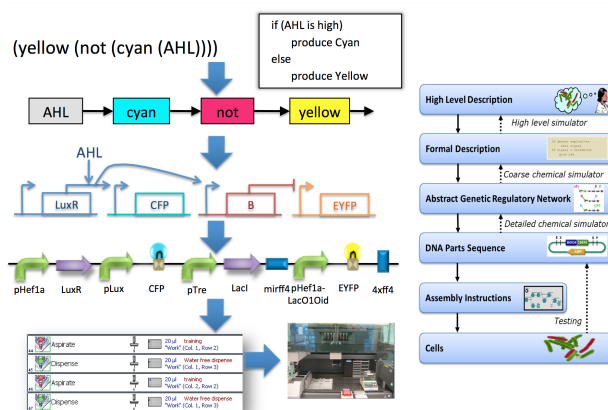 (yellow (not (cyan (AHL))))
if (AHL is high)
produce Cyan
else
produce Yellow
AHL
cyan
not
yellow
AHL
LuxR
CFP
B
EYFP
pHef1a
LuxR
pLux
CFP
pTre
LacI
mirff4
pHef1a-
LacO1Oid
EYFP
4xff4
44
Aspirate
20 µl training
"Work" (Col. 1, Row 2)
45
Dispense
20 µl Water free dispense
"Work" (Col. 1, Row 3)
46
Aspirate
20 µl training
"Work" (Col. 2, Row 2)
47
Dispense
20 µl Water free dispense
"Work" (Col. 1, Row 3)
High Level Description
High level simulator
Formal Description
Coarse chemical simulator
Abstract Genetic Regulatory Network
Detailed chemical simulator
DNA Parts Sequence
Assembly Instructions
Testing
Cells